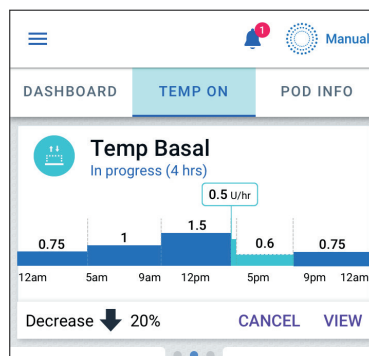 1
Manual
DASHBOARD TEMP ON POD INFO
Temp Basal
In progress (4 hrs)
0.5 U/hr
0.75 1 1.5 0.6 0.75
12am 5am 9am 12pm 5pm 9pm 12am
Decrease 20% CANCEL VIEW